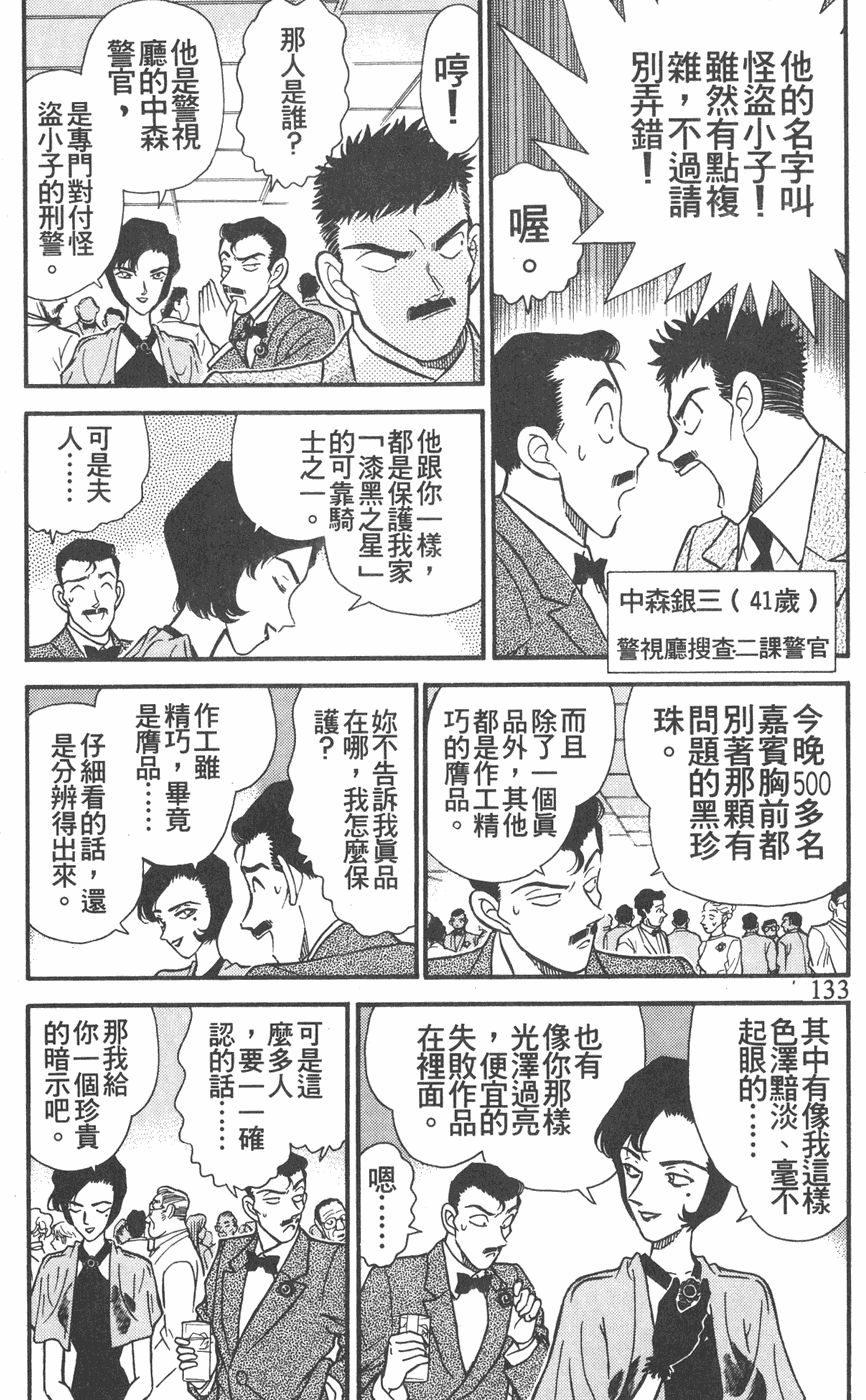 他的名字叫
怪盜小子！
雖然有點複
雜，不過請
別弄錯！
喔。
中森銀三（41歲）
警視廳搜查二課警官
哼！
那人是誰？
他是警視
廳的中森
警官，
是專門對付怪
盜小子的刑警。
他跟你一樣，
都是保護我家
「漆黑之星」
的可靠騎
士之一。
可是夫
人……
今晚500多名
嘉賓胸前都
別著那顆有
問題的黑珍
珠。
而且
除了一個眞
品外，其他
都是作工精
巧的贗品。
妳不告訴我眞品
在哪，我怎麼保
護？
作工雖
精巧，畢竟
是贗品……
仔細看的話，還
是分辨得出來。
133
其中有像我這樣
色澤黯淡、毫不
起眼的……
也有
像你那樣
光澤過亮
，便宜的
失敗作品
在裡面。
嗯……
可是這
麼多人
，要一一確
認的話……
那我給
你一個珍貴
的暗示吧。